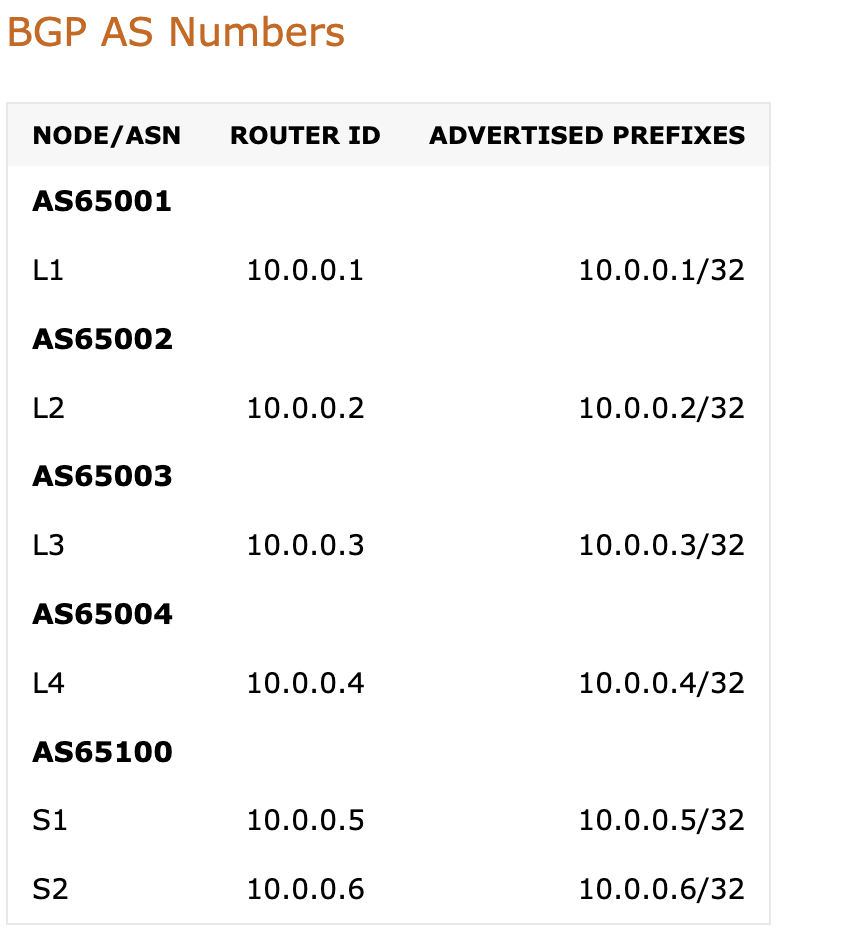 BGP AS Numbers
NODE/ASN ROUTER ID ADVERTISED PREFIXES
AS65001
L1 10.0.0.1 10.0.0.1/32
AS65002
L2 10.0.0.2 10.0.0.2/32
AS65003
L3 10.0.0.3 10.0.0.3/32
AS65004
L4 10.0.0.4 10.0.0.4/32
AS65100
S1 10.0.0.5 10.0.0.5/32
S2 10.0.0.6 10.0.0.6/32